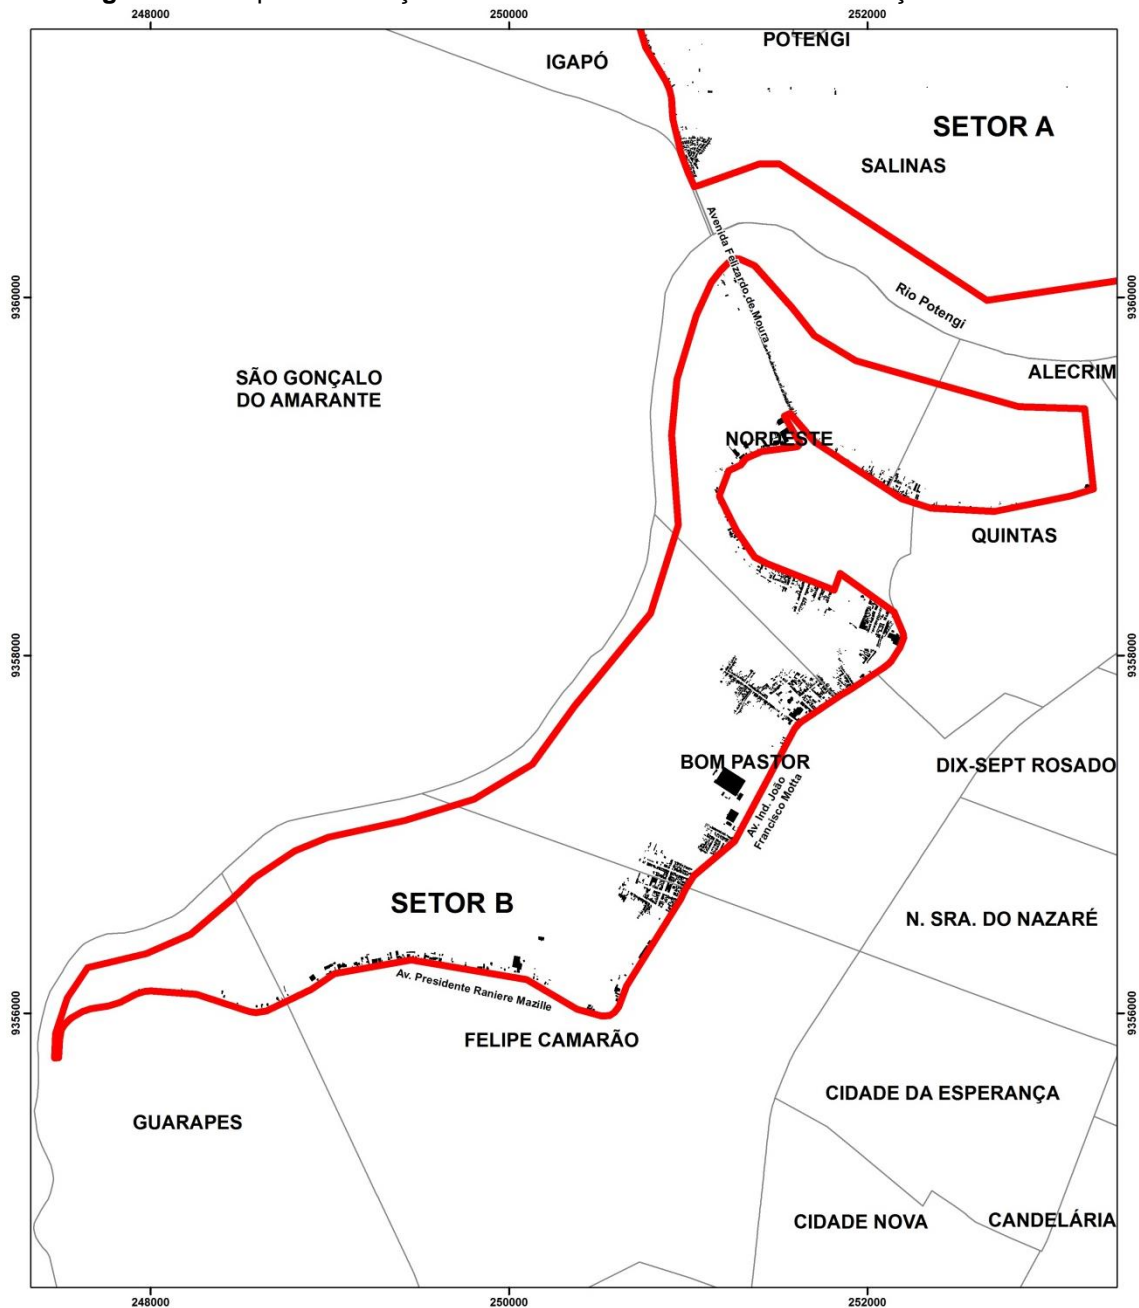 248000
250000
252000
POTENGI
IGAPÓ
SETOR A
SALINAS
Avenida Felizardo de Moura
Rio Potengi
9360000
9360000
ALECRIM
SÃO GONÇALO
DO AMARANTE
NORDESTE
QUINTAS
9358000
9358000
BOM PASTOR
DIX-SEPT ROSADO
Av. Ind. João
Francisco Motta
SETOR B
N. SRA. DO NAZARÉ
Av. Presidente Raniere Mazille
9356000
9356000
FELIPE CAMARÃO
CIDADE DA ESPERANÇA
GUARAPES
CIDADE NOVA
CANDELÁRIA
248000
250000
252000